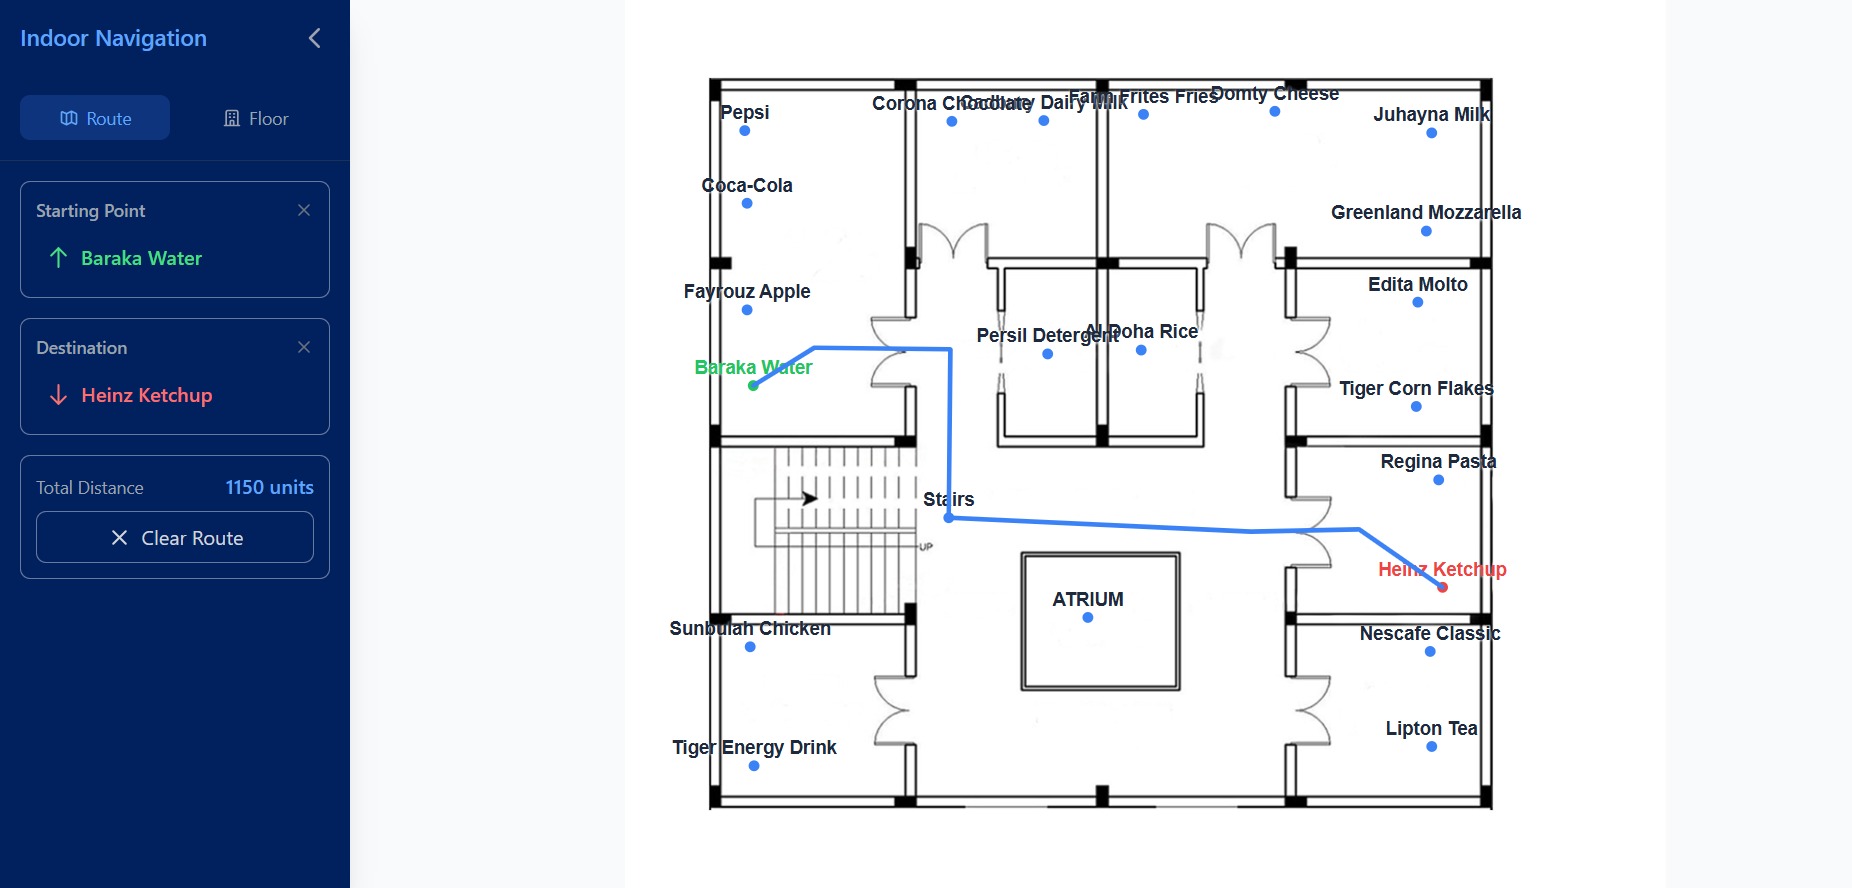 Indoor Navigation
Route
Floor
Starting Point
Baraka Water
Destination
Heinz Ketchup
Total Distance
1150 units
Clear Route
Pepsi
Corona Chocolate
Cadbury Dairy Milk
Farm Frites Fries
Domty Cheese
Juhayna Milk
Coca-Cola
Greenland Mozzarella
Fayrouz Apple
Edita Molto
Persil Detergent
Al Doha Rice
Baraka Water
Tiger Corn Flakes
Regina Pasta
Stairs
UP
Heinz Ketchup
ATRIUM
Sunbulah Chicken
Nescafe Classic
Lipton Tea
Tiger Energy Drink